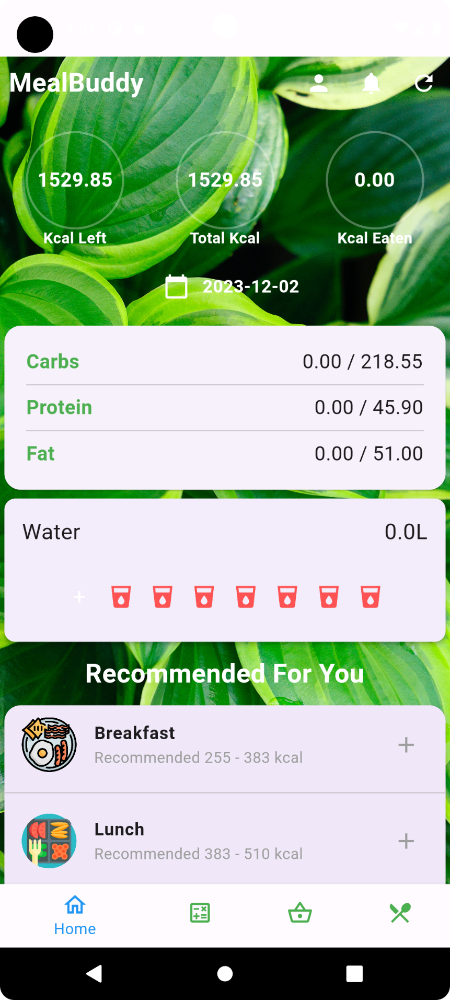 MealBuddy
1529.85
1529.85
0.00
Kcal Left
Total Kcal
Kcal Eaten
2023-12-02
Carbs
0.00 / 218.55
Protein
0.00 / 45.90
Fat
0.00 / 51.00
Water
0.0L
+
Recommended For You
Breakfast
Recommended 255 - 383 kcal
+
Lunch
Recommended 383 - 510 kcal
+
Home